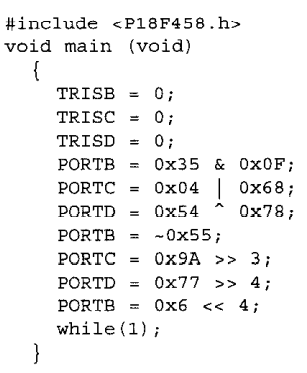 #include <P18F458.h>
void main (void)
{
TRISB = 0;
TRISC = 0;
TRISD = 0;
PORTB = 0x35 & 0x0F;
PORTC = 0x04 | 0x68;
PORTD = 0x54 ^ 0x78;
PORTB = ~0x55;
PORTC = 0x9A >> 3;
PORTD = 0x77 >> 4;
PORTB = 0x6 << 4;
while(1);
}